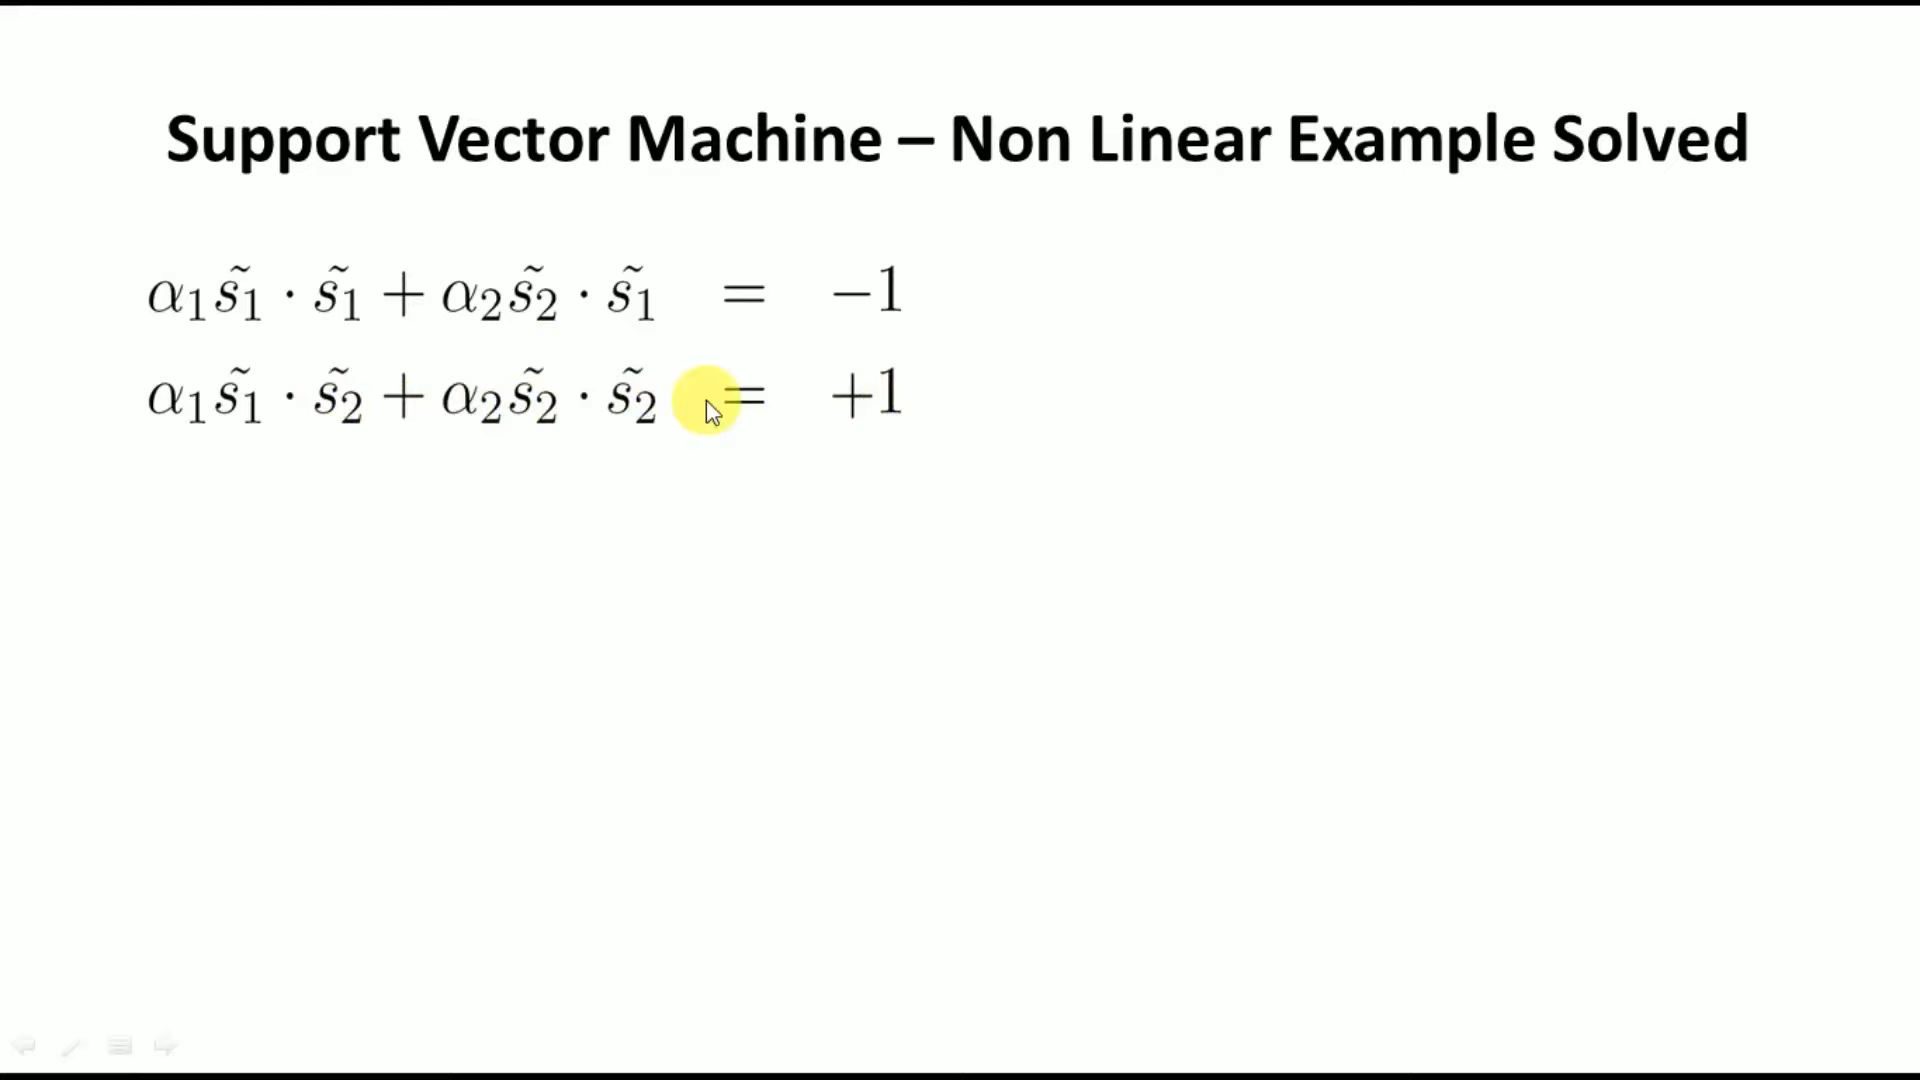 Support Vector Machine – Non Linear Example Solved
α₁s̃₁ · s̃₁ + α₂s̃₂ · s̃₁ = −1
α₁s̃₁ · s̃₂ + α₂s̃₂ · s̃₂ = +1